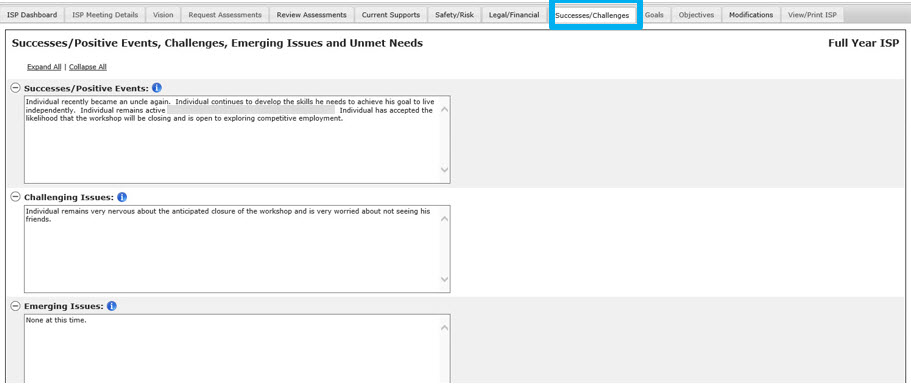 ISP Dashboard ISP Meeting Details Vision Request Assessments Review Assessments Current Supports Safety/Risk Legal/Financial Successes/Challenges Goals Objectives Modifications View/Print ISP
Successes/Positive Events, Challenges, Emerging Issues and Unmet Needs Full Year ISP
Expand All | Collapse All
Successes/Positive Events:
Individual recently became an uncle again. Individual continues to develop the skills he needs to achieve his goal to live
independently. Individual remains active Individual has accepted the
likelihood that the workshop will be closing and is open to exploring competitive employment.
Challenging Issues:
Individual remains very nervous about the anticipated closure of the workshop and is very worried about not seeing his
friends.
Emerging Issues:
None at this time.